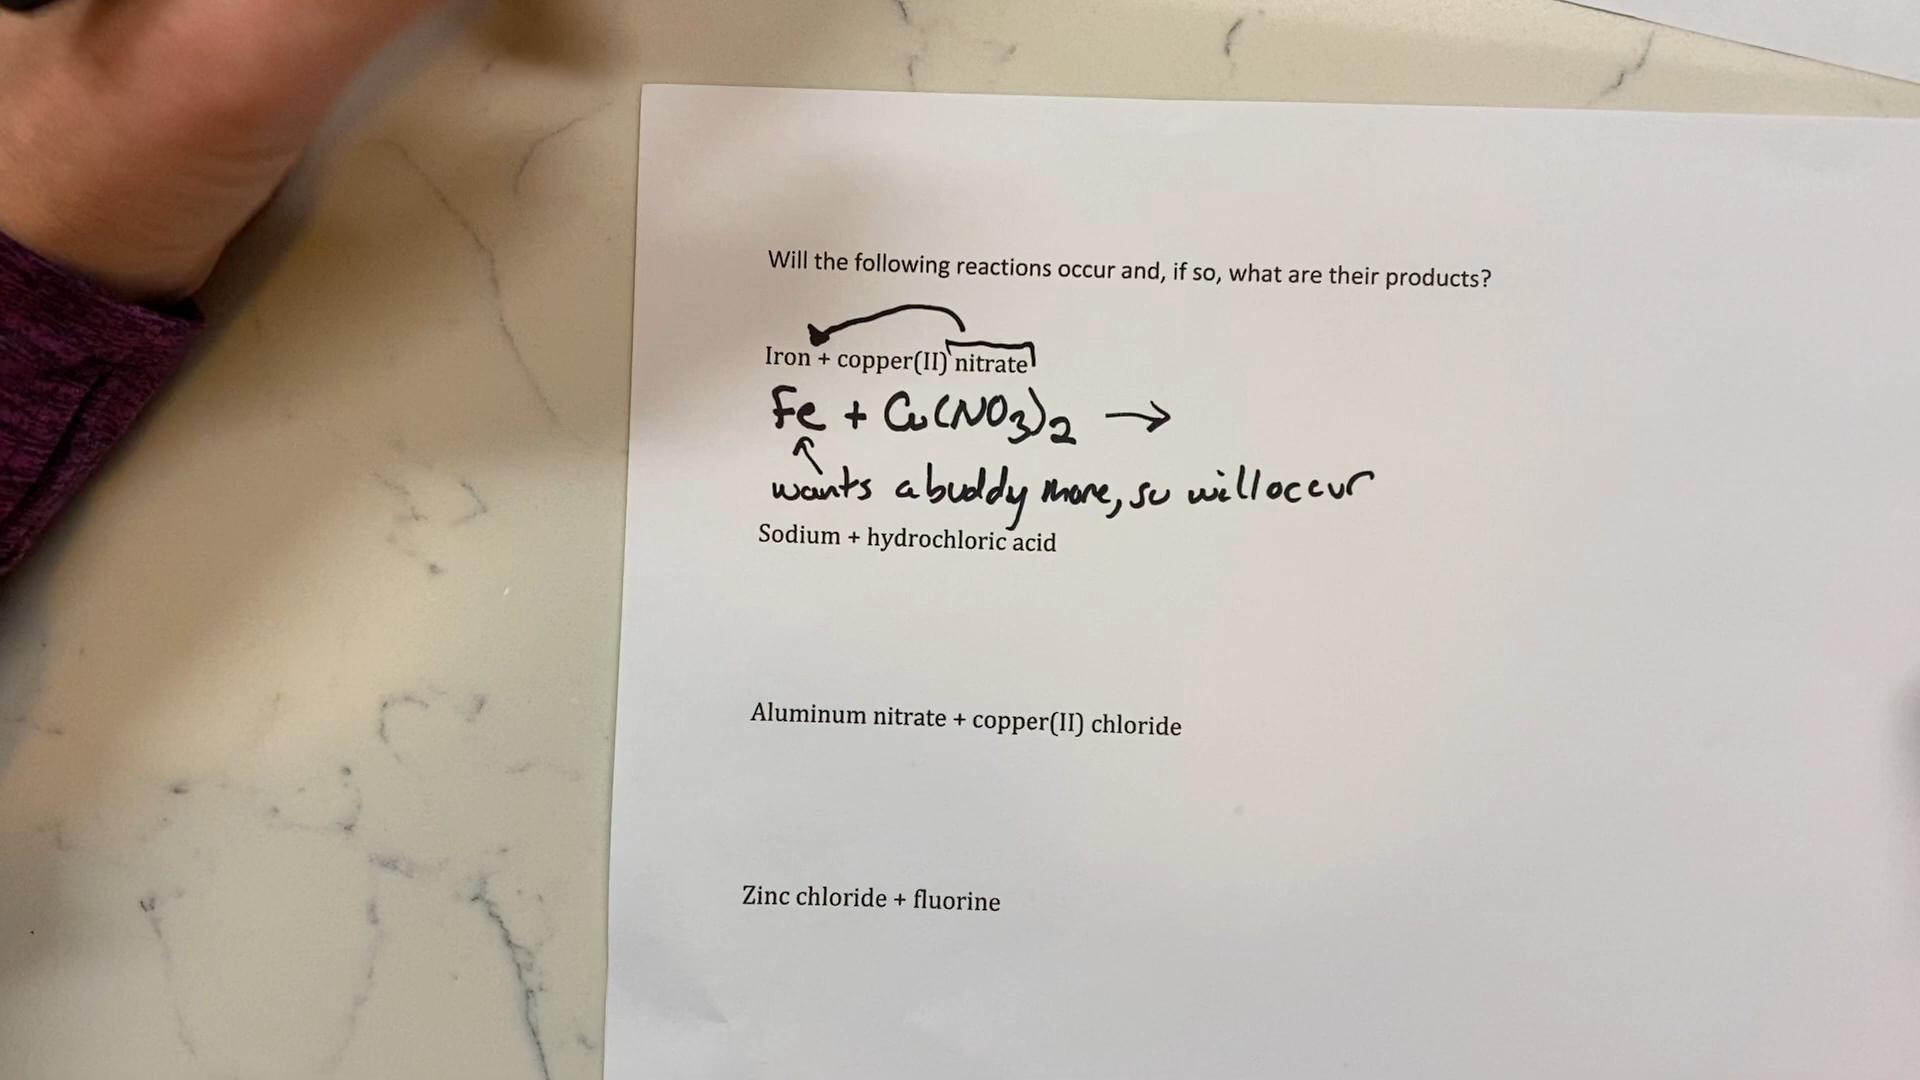 Will the following reactions occur and, if so, what are their products?
Iron + copper(II) nitrate
Fe + Cu(NO3)2 →
↑
wants a buddy more, so will occur
Sodium + hydrochloric acid
Aluminum nitrate + copper(II) chloride
Zinc chloride + fluorine